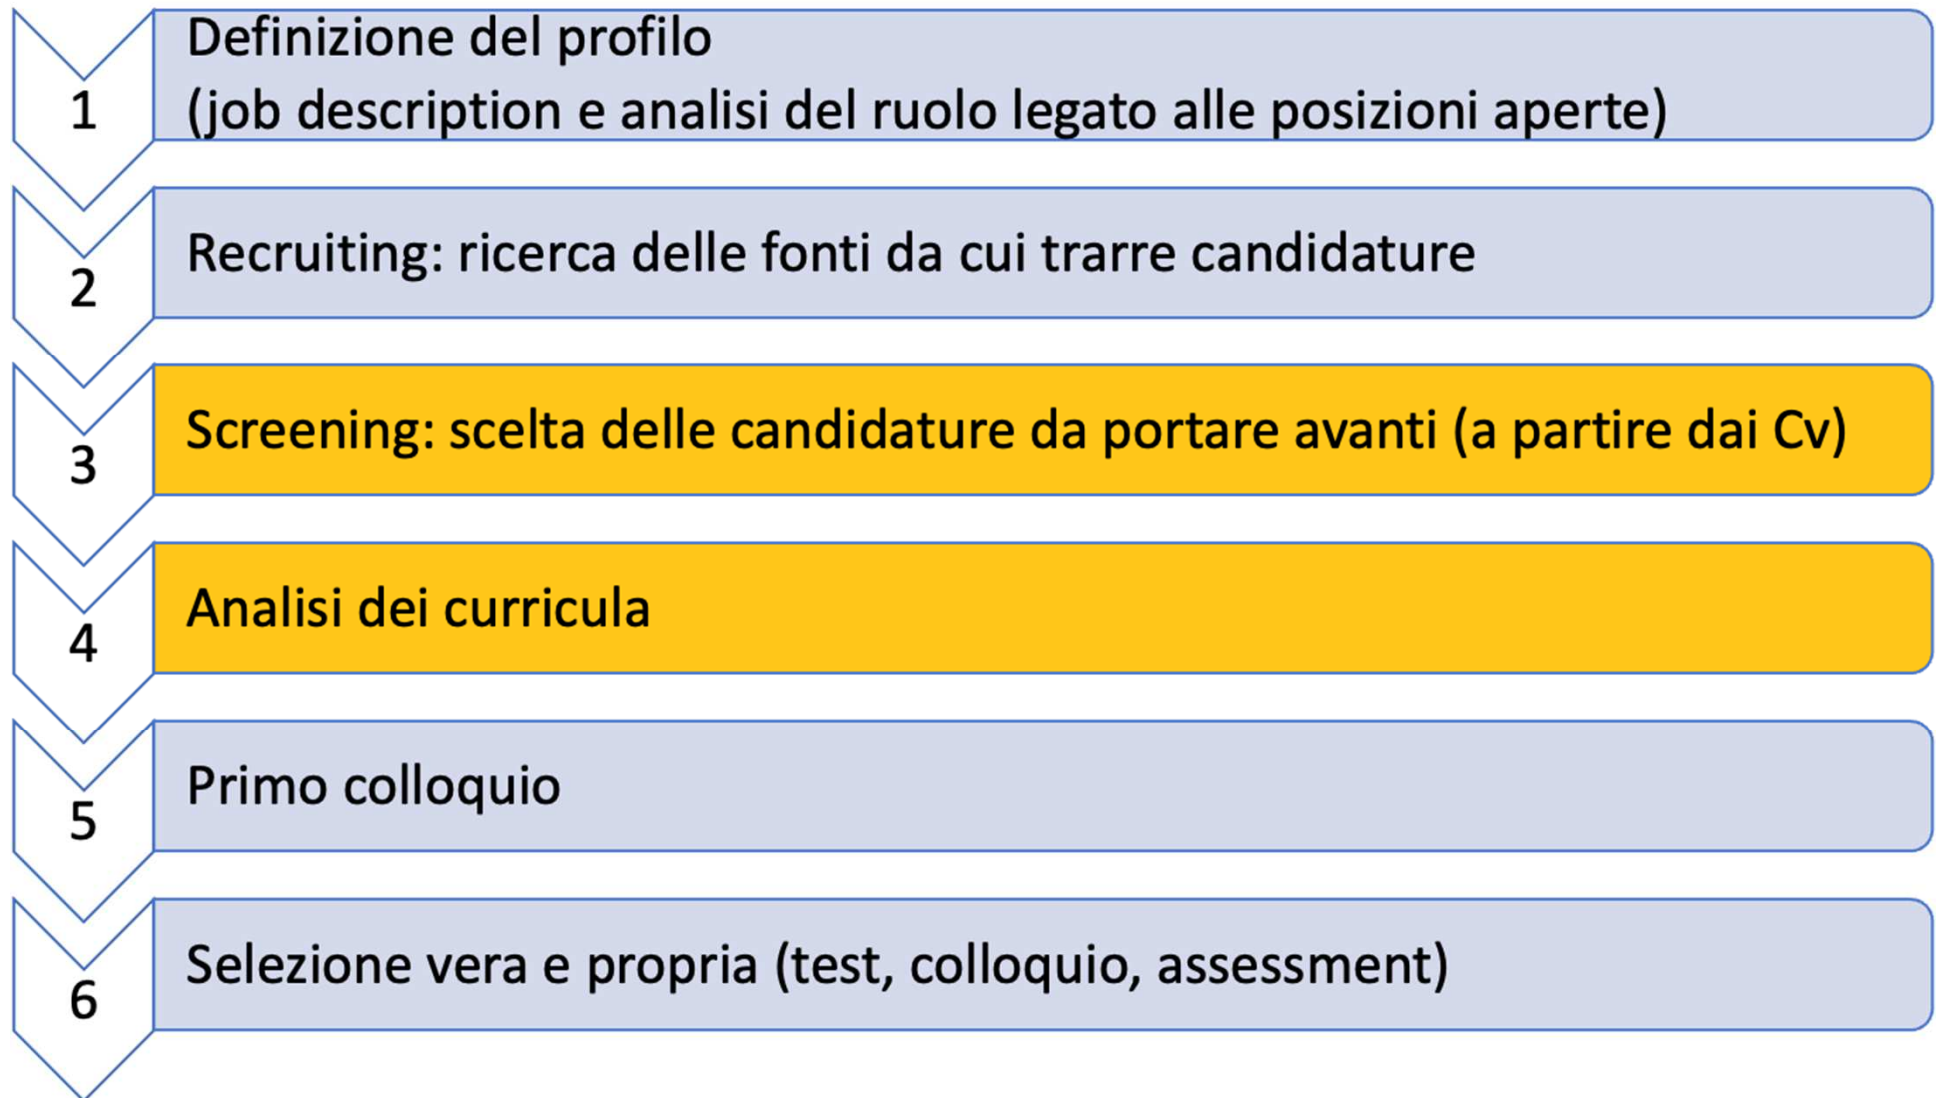 1
Definizione del profilo
(job description e analisi del ruolo legato alle posizioni aperte)
2
Recruiting: ricerca delle fonti da cui trarre candidature
3
Screening: scelta delle candidature da portare avanti (a partire dai Cv)
4
Analisi dei curricula
5
Primo colloquio
6
Selezione vera e propria (test, colloquio, assessment)